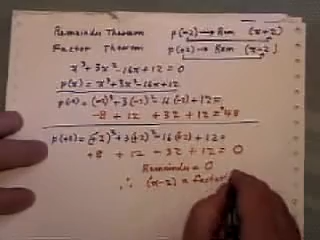 Remainder Theorem p(-2) → Rem (x+2)
Factor Theorem p(+2) → Rem (x-2)
x³+3x²-16x+12=0
p(x) = x³+3x²-16x+12
p(-2) = (-2)³+3(-2)²-16(-2)+12=
-8 + 12 + 32 + 12 = 48
p(+2) = (+2)³+3(+2)²-16(+2)+12=
+8 + 12 - 32 + 12 = 0
Remainder = 0
∴ (x-2) a factor